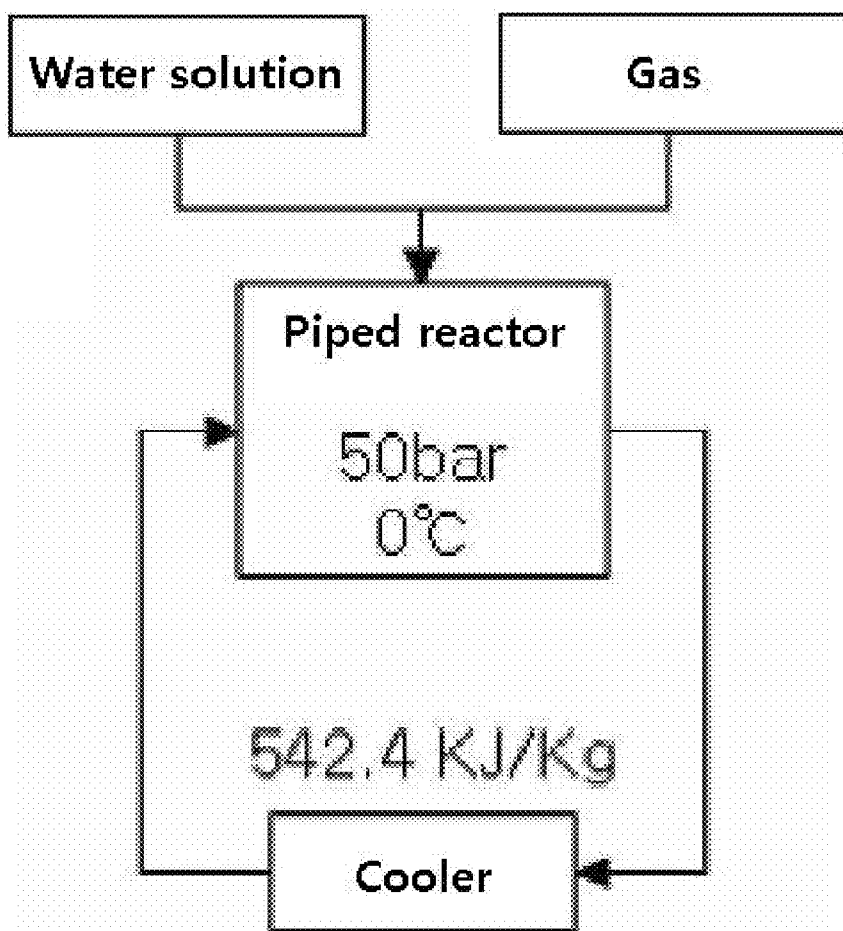 Water solution
Gas
Piped reactor
50bar
0℃
542.4 KJ/Kg
Cooler